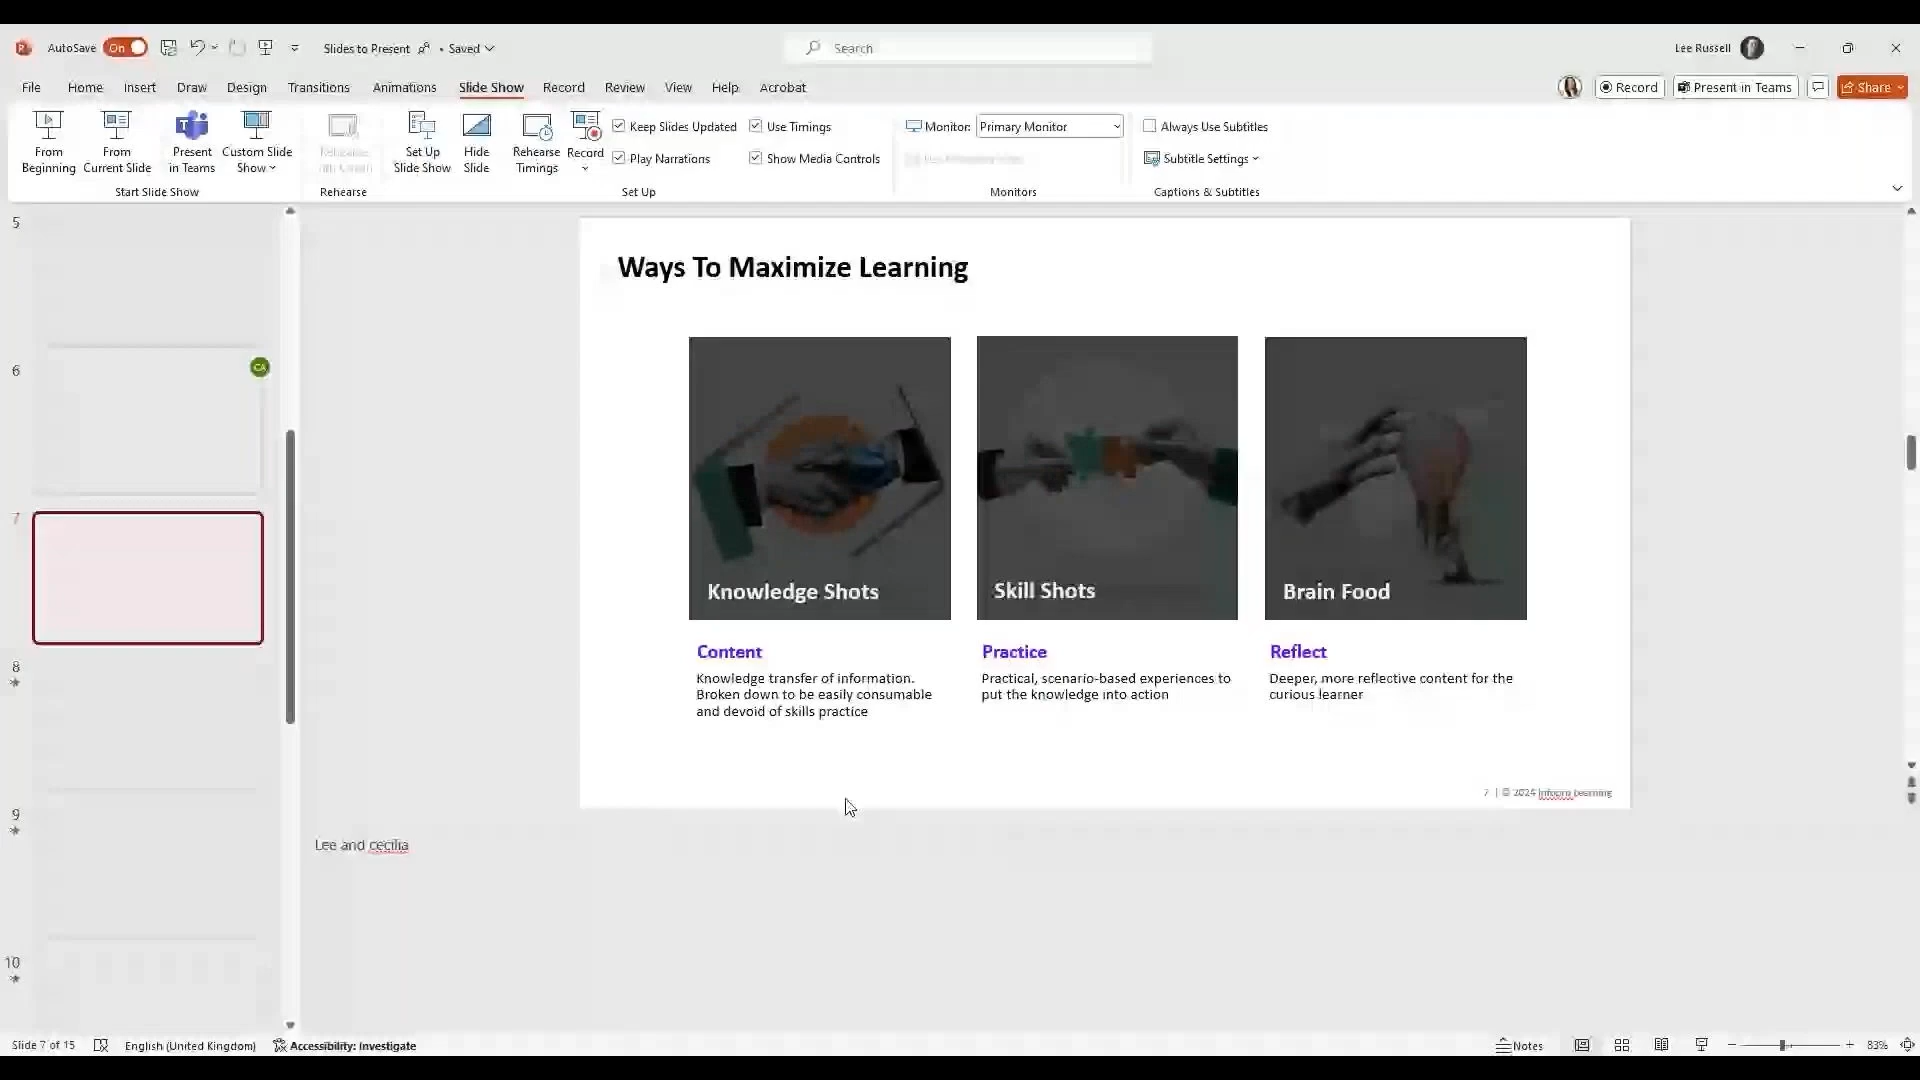 AutoSave On Slides to Present • Saved Search Lee Russell
File Home Insert Draw Design Transitions Animations Slide Show Record Review View Help Acrobat Record Present in Teams Share
From Beginning
From Current Slide
Present in Teams
Custom Slide Show
Start Slide Show
Rehearse
Set Up Slide Show
Hide Slide
Rehearse Timings
Record
Keep Slides Updated
Use Timings
Play Narrations
Show Media Controls
Set Up
Monitor: Primary Monitor
Monitors
Always Use Subtitles
Subtitle Settings
Captions & Subtitles
5
6
CA
7
8
9
10
Ways To Maximize Learning
Knowledge Shots
Skill Shots
Brain Food
Content
Knowledge transfer of information.
Broken down to be easily consumable
and devoid of skills practice
Practice
Practical, scenario-based experiences to
put the knowledge into action
Reflect
Deeper, more reflective content for the
curious learner
7 | © 2024 Infopro Learning
Lee and cecilia
Slide 7 of 15 English (United Kingdom) Accessibility: Investigate Notes 83%